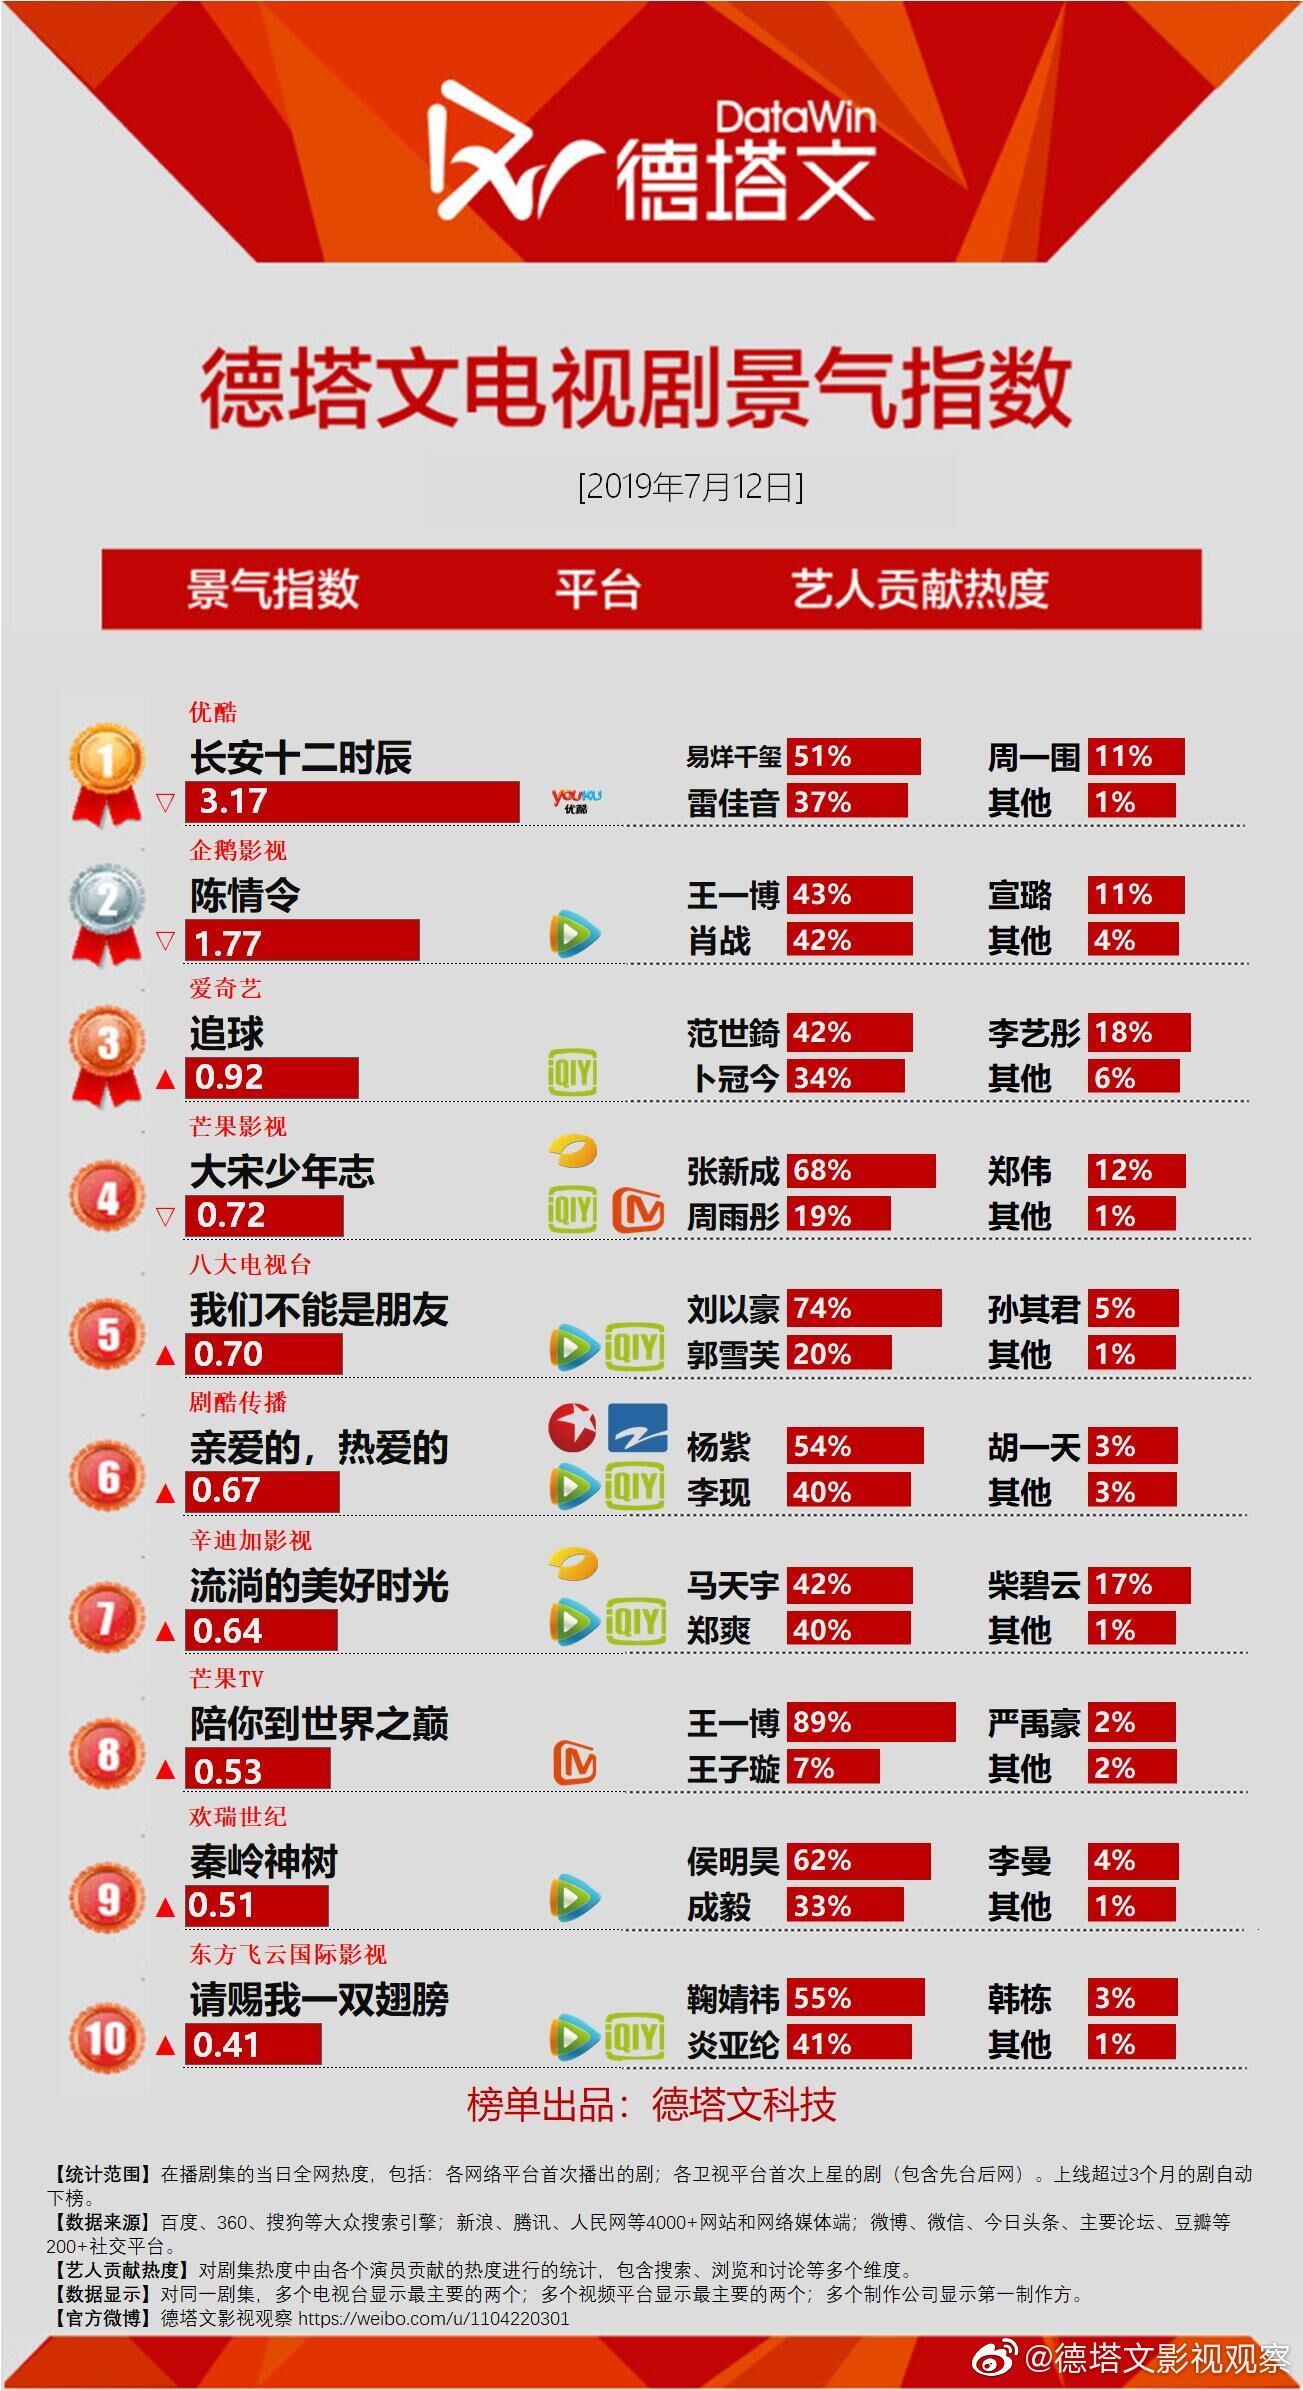 DataWin
德塔文
德塔文电视剧景气指数
[2019年7月12日]
景气指数 平台 艺人贡献热度
优酷
1 长安十二时辰 易烊千玺 51% 周一围 11%
▽ 3.17 YOUKU 优酷 雷佳音 37% 其他 1%
企鹅影视
2 陈情令 王一博 43% 宣璐 11%
▽ 1.77 肖战 42% 其他 4%
爱奇艺
3 追球 范世錡 42% 李艺彤 18%
▲ 0.92 iQIYI 卜冠今 34% 其他 6%
芒果影视
4 大宋少年志 张新成 68% 郑伟 12%
▽ 0.72 iQIYI 周雨彤 19% 其他 1%
八大电视台
5 我们不能是朋友 刘以豪 74% 孙其君 5%
▲ 0.70 iQIYI 郭雪芙 20% 其他 1%
剧酷传播
6 亲爱的，热爱的 杨紫 54% 胡一天 3%
▲ 0.67 iQIYI 李现 40% 其他 3%
辛迪加影视
7 流淌的美好时光 马天宇 42% 柴碧云 17%
▲ 0.64 iQIYI 郑爽 40% 其他 1%
芒果TV
8 陪你到世界之巅 王一博 89% 严禹豪 2%
▲ 0.53 王子璇 7% 其他 2%
欢瑞世纪
9 秦岭神树 侯明昊 62% 李曼 4%
▲ 0.51 成毅 33% 其他 1%
东方飞云国际影视
10 请赐我一双翅膀 鞠婧祎 55% 韩栋 3%
▲ 0.41 iQIYI 炎亚纶 41% 其他 1%
榜单出品：德塔文科技
【统计范围】在播剧集的当日全网热度，包括：各网络平台首次播出的剧；各卫视平台首次上星的剧（包含先台后网）。上线超过3个月的剧自动
下榜。
【数据来源】百度、360、搜狗等大众搜索引擎；新浪、腾讯、人民网等4000+网站和网络媒体端；微博、微信、今日头条、主要论坛、豆瓣等
200+社交平台。
【艺人贡献热度】对剧集热度中由各个演员贡献的热度进行的统计，包含搜索、浏览和讨论等多个维度。
【数据显示】对同一剧集，多个电视台显示最主要的两个；多个视频平台显示最主要的两个；多个制作公司显示第一制作方。
【官方微博】德塔文影视观察 https://weibo.com/u/1104220301
@德塔文影视观察